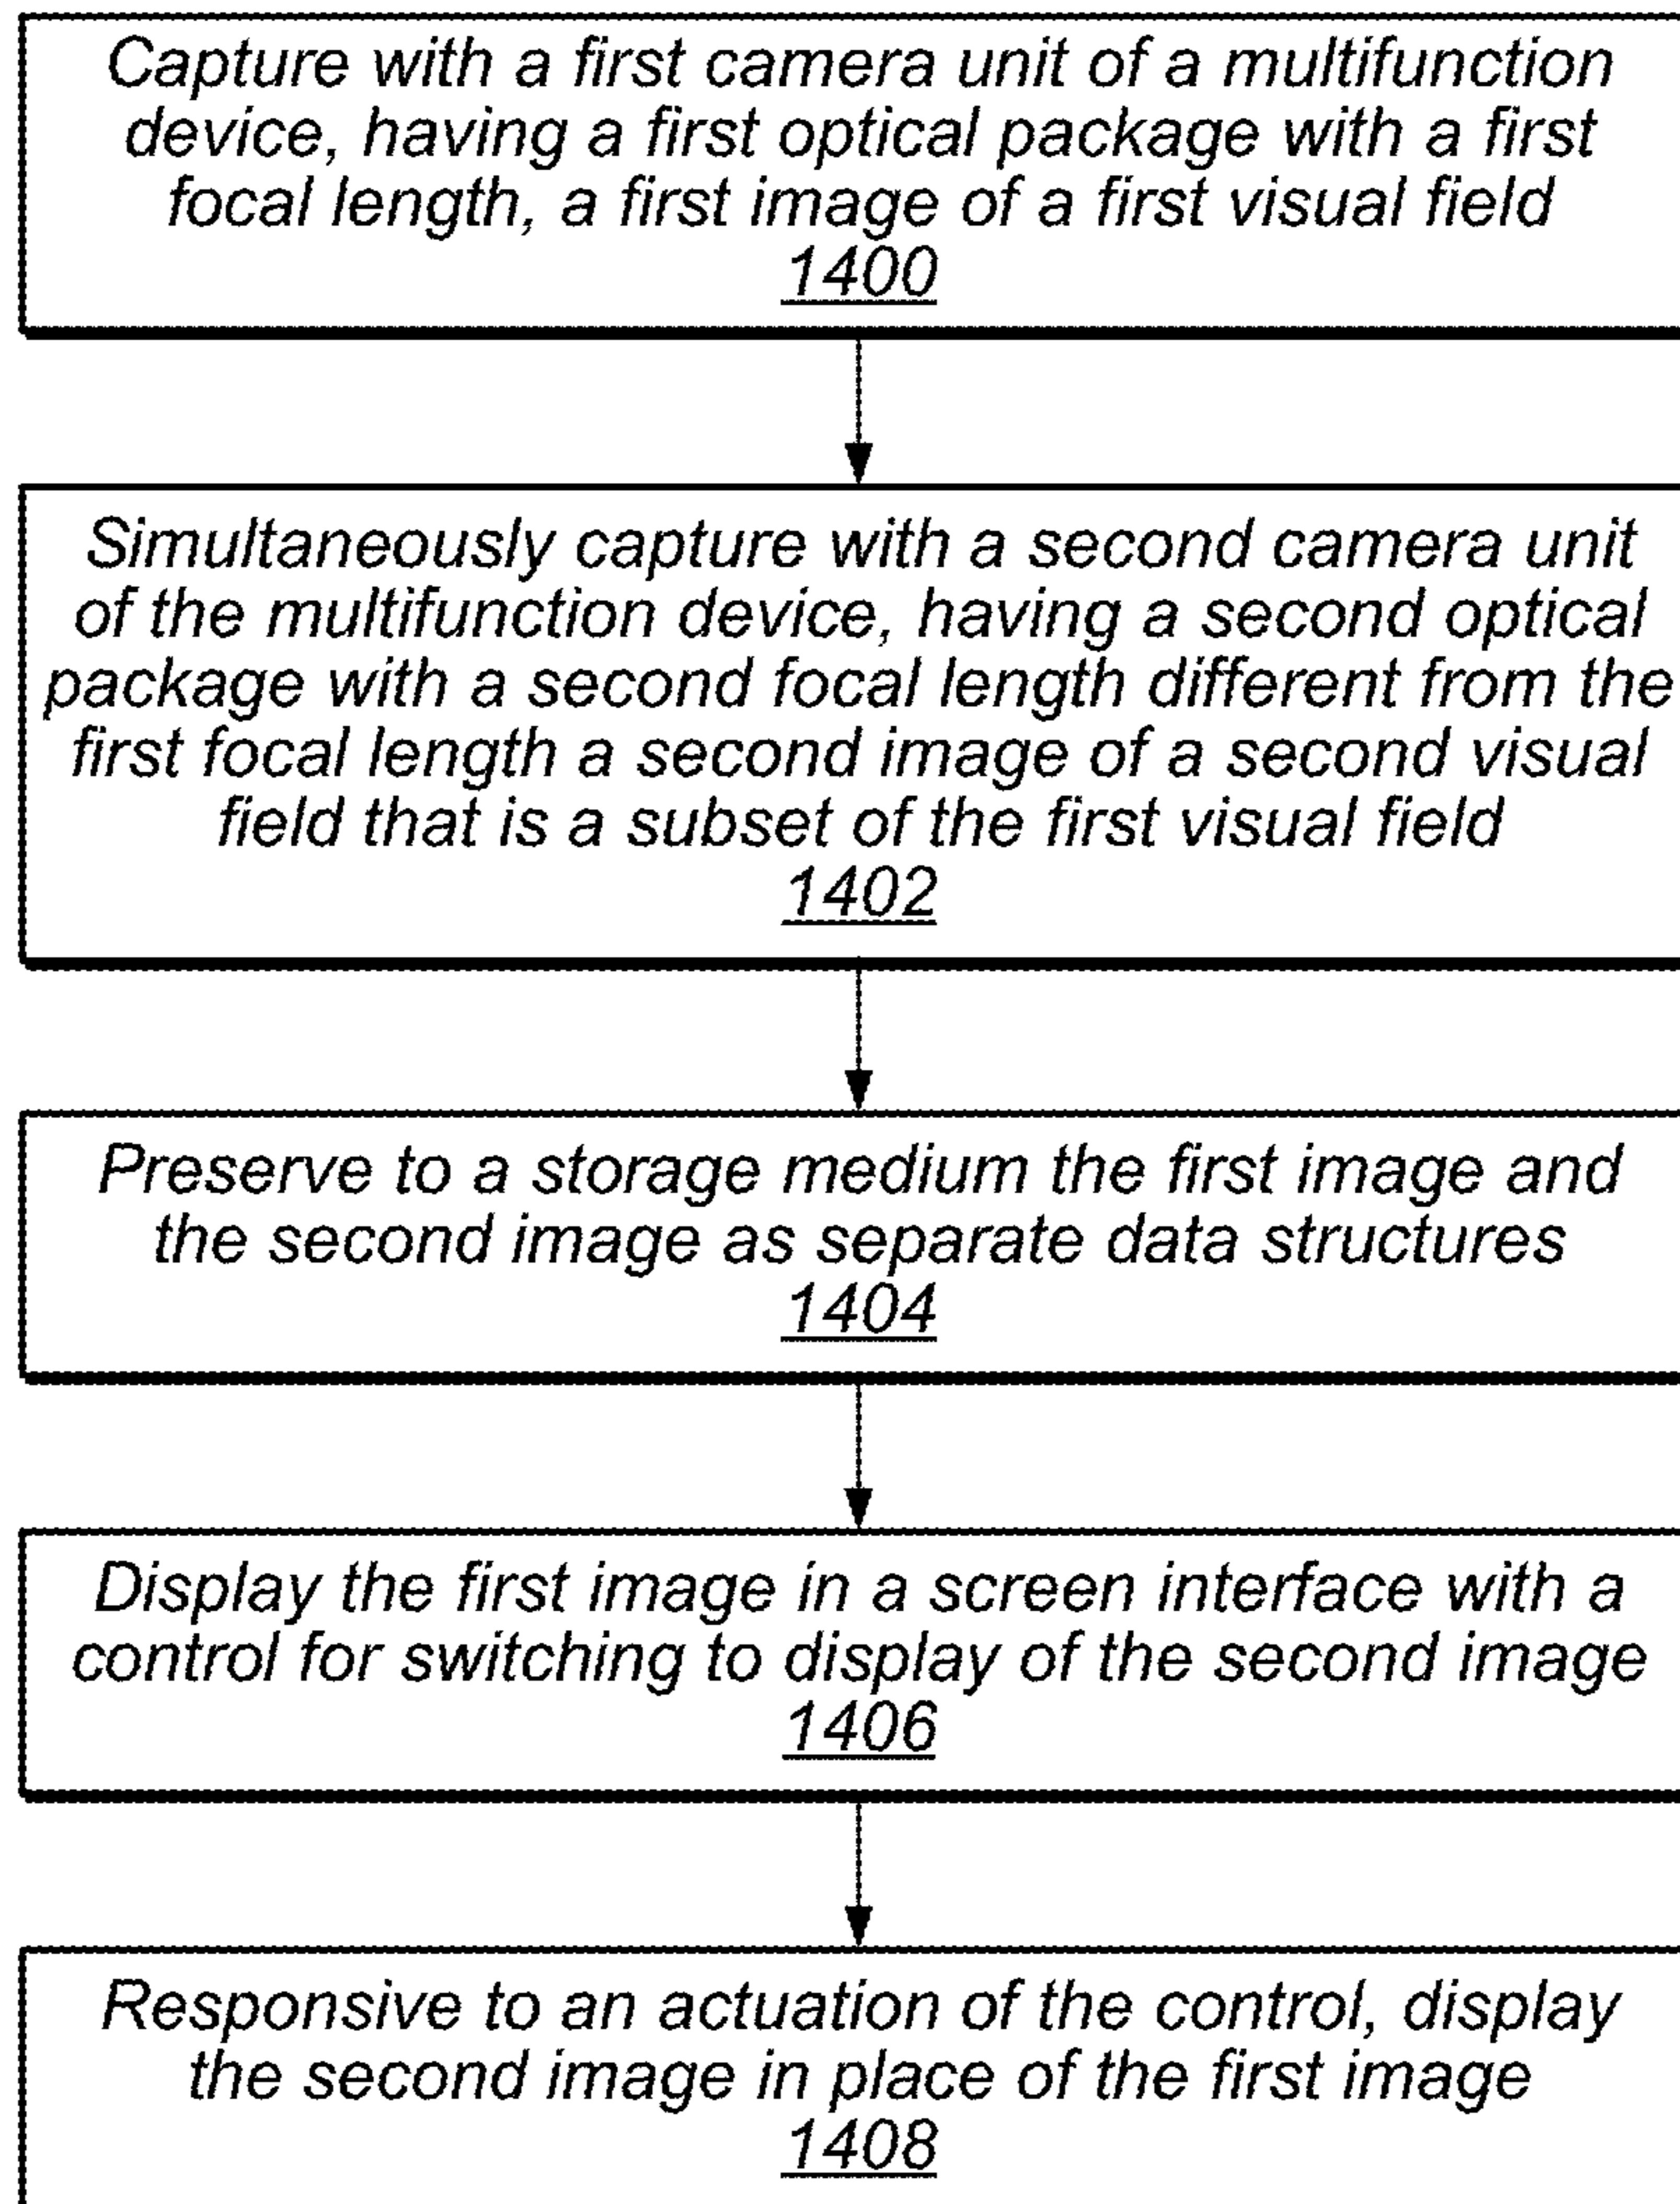 Capture with a first camera unit of a multifunction
device, having a first optical package with a first
focal length, a first image of a first visual field
1400
Simultaneously capture with a second camera unit
of the multifunction device, having a second optical
package with a second focal length different from the
first focal length a second image of a second visual
field that is a subset of the first visual field
1402
Preserve to a storage medium the first image and
the second image as separate data structures
1404
Display the first image in a screen interface with a
control for switching to display of the second image
1406
Responsive to an actuation of the control, display
the second image in place of the first image
1408